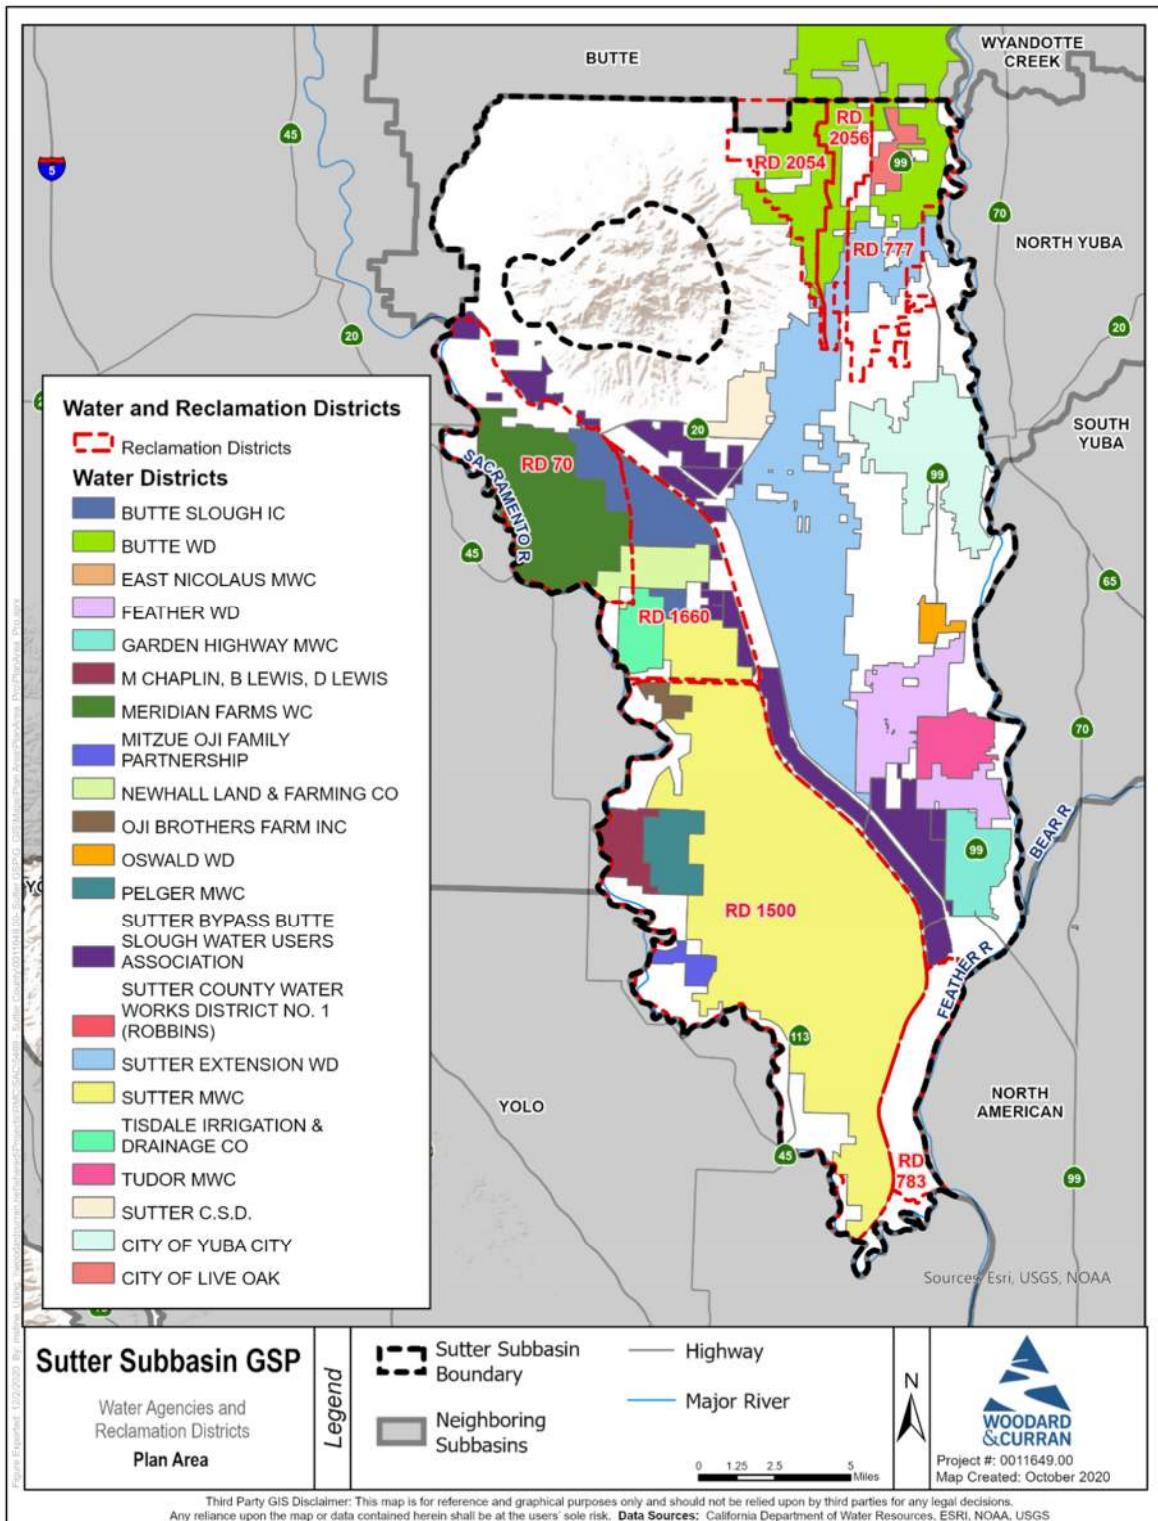 BUTTE
WYANDOTTE
CREEK
45
5
RD
2056
RD 2054
99
70
RD 777
NORTH YUBA
20
20
SOUTH
YUBA
20
RD 70
99
SACRAMENTO R
45
65
RD 1660
70
BEAR R
99
RD 1500
FEATHER R
113
YOLO
NORTH
AMERICAN
45
RD
783
99
Sources: Esri, USGS, NOAA
Water and Reclamation Districts
Reclamation Districts
Water Districts
BUTTE SLOUGH IC
BUTTE WD
EAST NICOLAUS MWC
FEATHER WD
GARDEN HIGHWAY MWC
M CHAPLIN, B LEWIS, D LEWIS
MERIDIAN FARMS WC
MITZUE OJI FAMILY
PARTNERSHIP
NEWHALL LAND & FARMING CO
OJI BROTHERS FARM INC
OSWALD WD
PELGER MWC
SUTTER BYPASS BUTTE
SLOUGH WATER USERS
ASSOCIATION
SUTTER COUNTY WATER
WORKS DISTRICT NO. 1
(ROBBINS)
SUTTER EXTENSION WD
SUTTER MWC
TISDALE IRRIGATION &
DRAINAGE CO
TUDOR MWC
SUTTER C.S.D.
CITY OF YUBA CITY
CITY OF LIVE OAK
Sutter Subbasin GSP
Water Agencies and
Reclamation Districts
Plan Area
Legend
Sutter Subbasin
Boundary
Neighboring
Subbasins
Highway
Major River
0 1.25 2.5 5
Miles
N
WOODARD
&CURRAN
Project #: 0011649.00
Map Created: October 2020
Third Party GIS Disclaimer: This map is for reference and graphical purposes only and should not be relied upon by third parties for any legal decisions.
Any reliance upon the map or data contained herein shall be at the users' sole risk. Data Sources: California Department of Water Resources, ESRI, NOAA, USGS